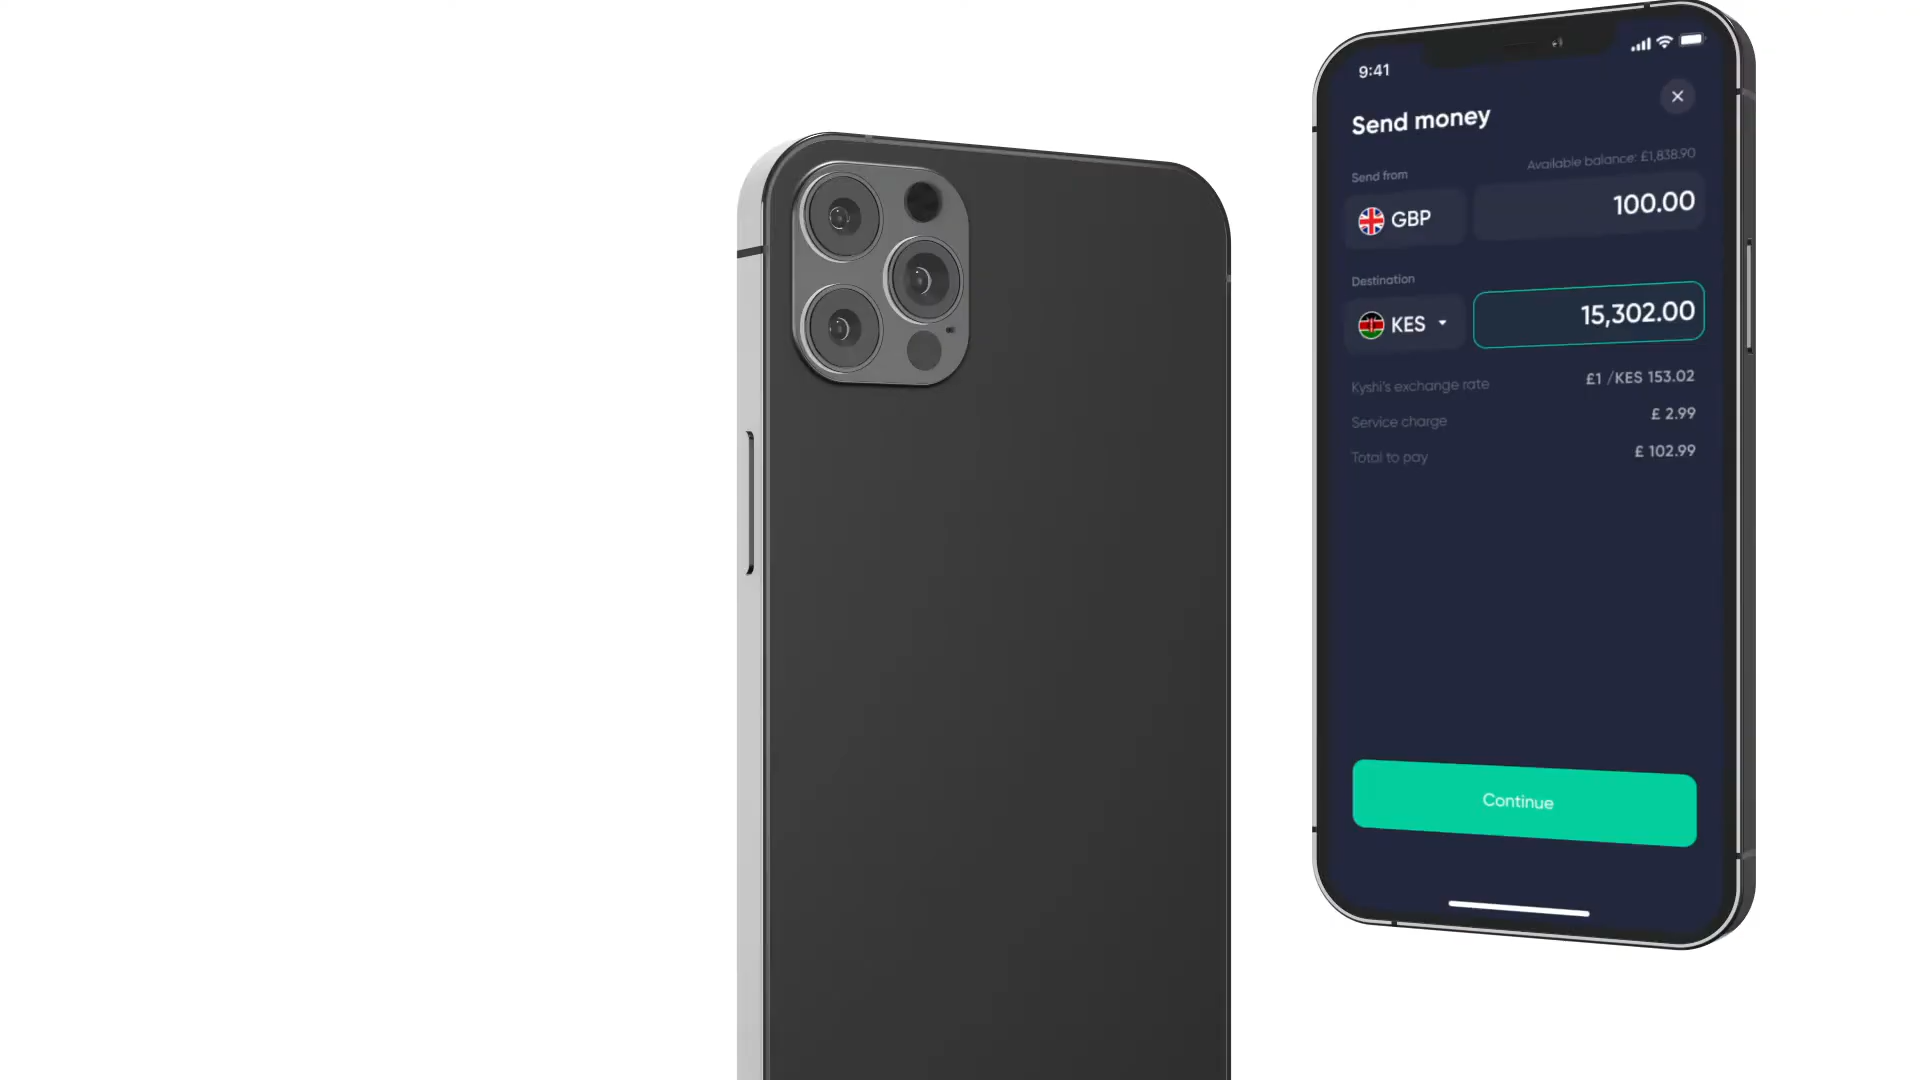 9:41
Send money
Available balance: £1,838.90
Send from
GBP
100.00
Destination
KES
15,302.00
Kyshi's exchange rate £1 /KES 153.02
Service charge £ 2.99
Total to pay £ 102.99
Continue